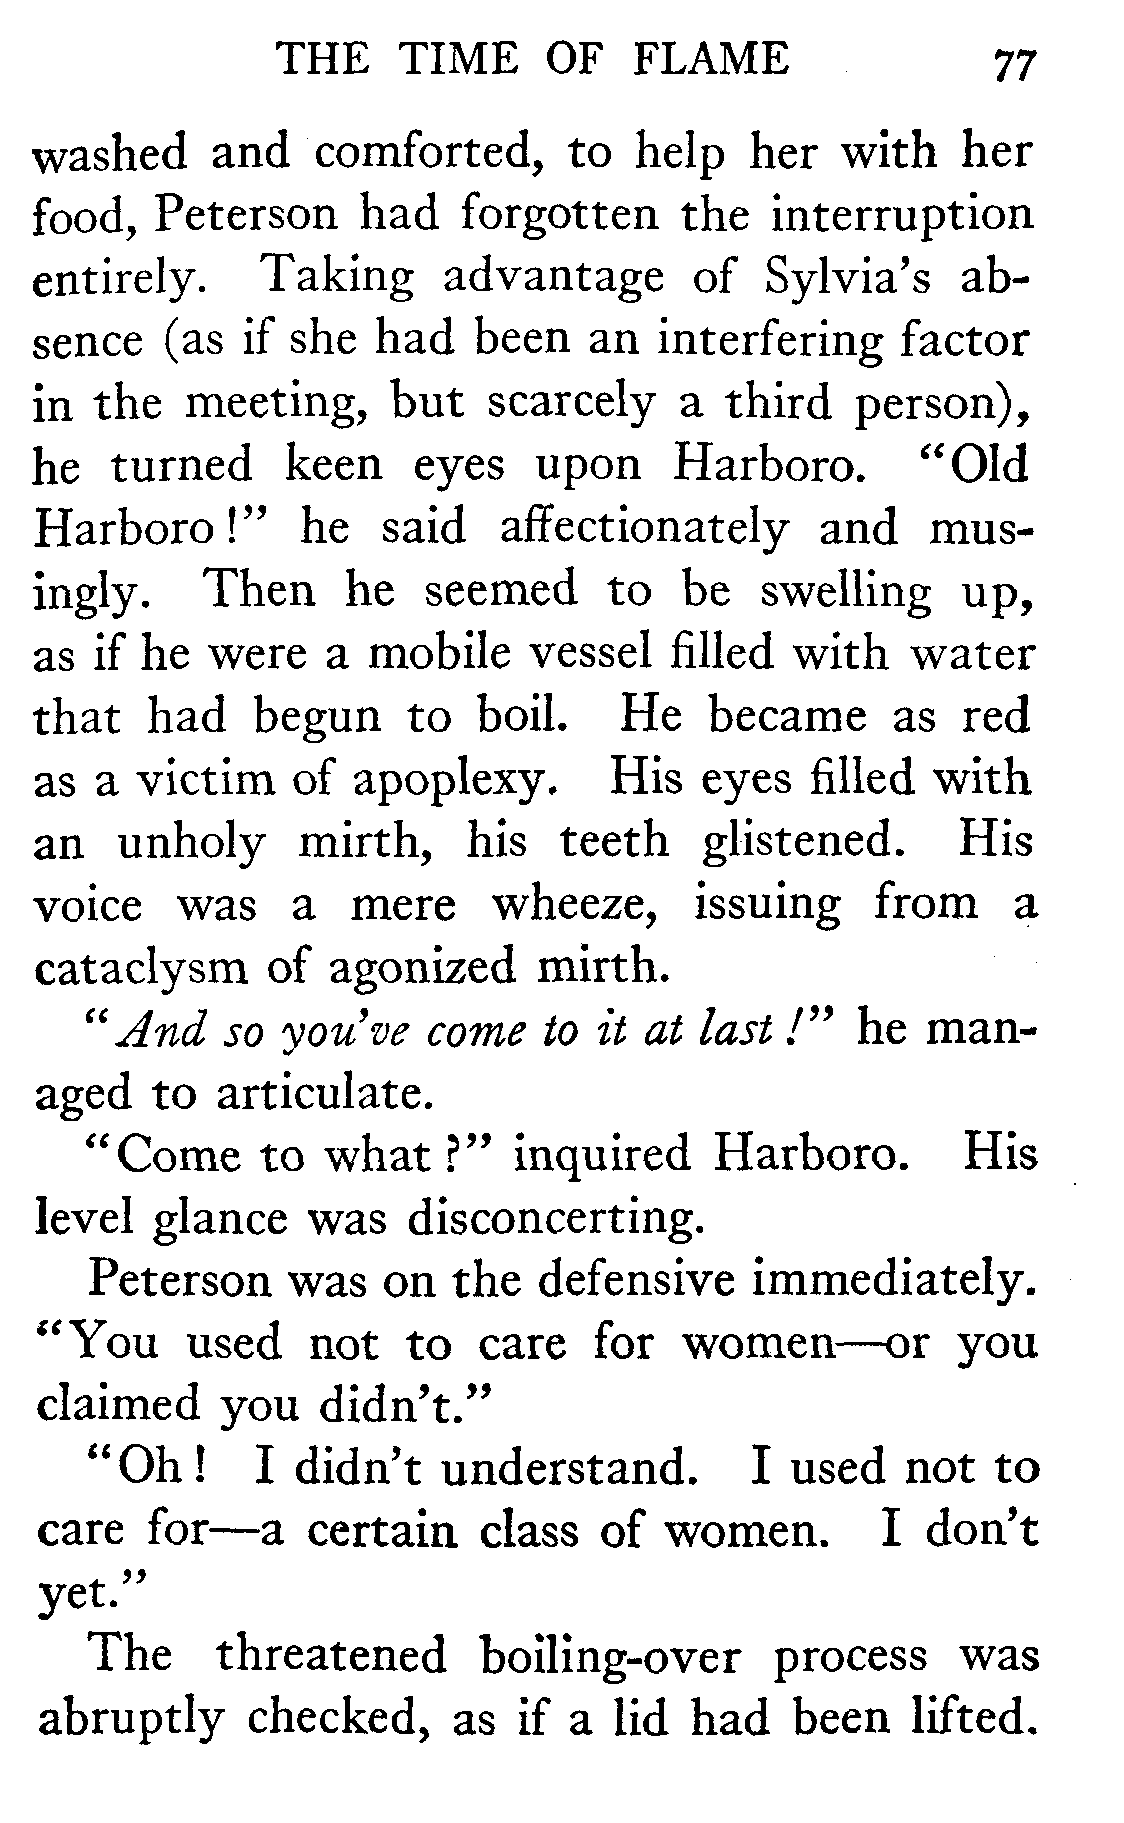 THE TIME OF FLAME 77
washed and comforted, to help her with her
food, Peterson had forgotten the interruption
entirely. Taking advantage of Sylvia's ab-
sence (as if she had been an interfering factor
in the meeting, but scarcely a third person),
he turned keen eyes upon Harboro. “Old
Harboro!” he said affectionately and mus-
ingly. Then he seemed to be swelling up,
as if he were a mobile vessel filled with water
that had begun to boil. He became as red
as a victim of apoplexy. His eyes filled with
an unholy mirth, his teeth glistened. His
voice was a mere wheeze, issuing from a
cataclysm of agonized mirth.
“And so you've come to it at last!” he man-
aged to articulate.
“Come to what?” inquired Harboro. His
level glance was disconcerting.
Peterson was on the defensive immediately.
“You used not to care for women—or you
claimed you didn't.”
“Oh! I didn't understand. I used not to
care for—a certain class of women. I don't
yet.”
The threatened boiling-over process was
abruptly checked, as if a lid had been lifted.